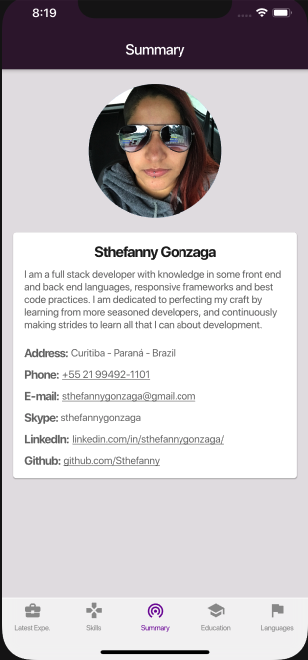 8:19
Summary
Sthefanny Gonzaga
I am a full stack developer with knowledge in some front end
and back end languages, responsive frameworks and best
code practices. I am dedicated to perfecting my craft by
learning from more seasoned developers, and continuously
making strides to learn all that I can about development.
Address: Curitiba - Paraná - Brazil
Phone: +55 21 99492-1101
E-mail: sthefannygonzaga@gmail.com
Skype: sthefannygonzaga
LinkedIn: linkedin.com/in/sthefannygonzaga/
Github: github.com/Sthefanny
Latest Expe. Skills Summary Education Languages